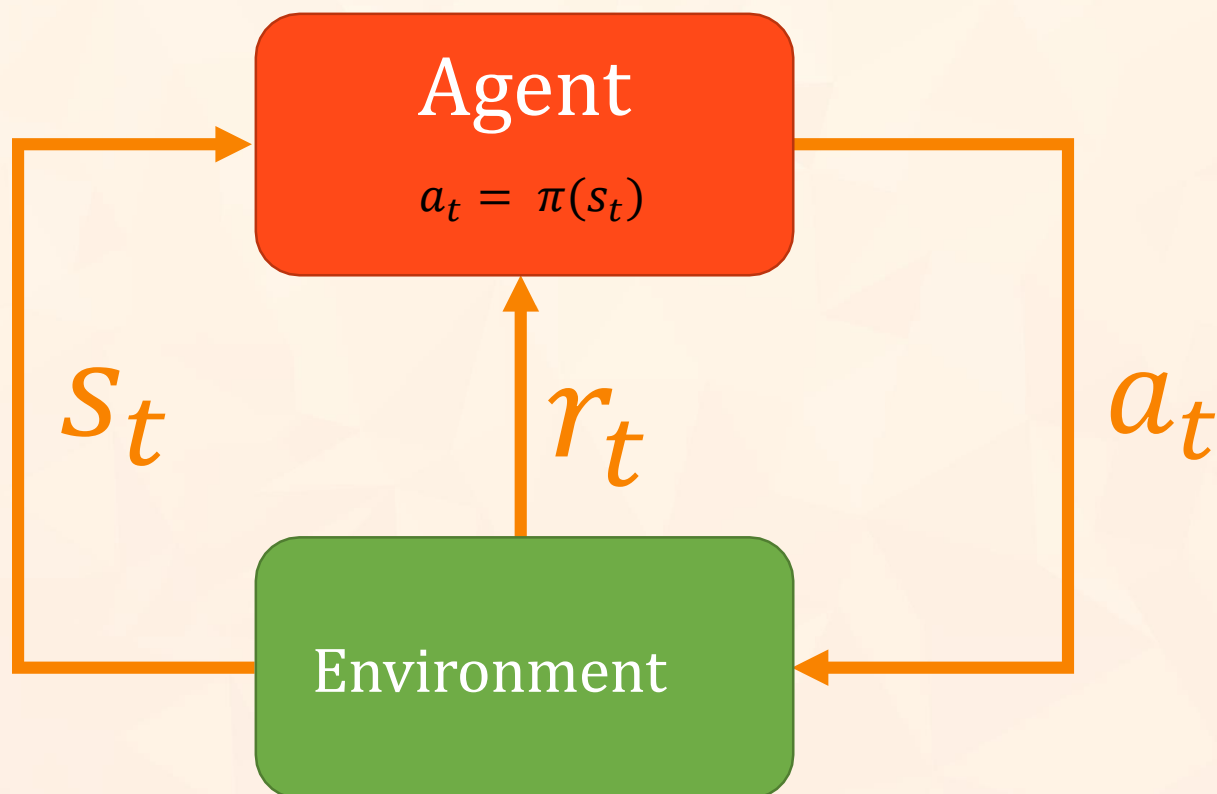 Agent
a_t = π(s_t)
s_t
r_t
a_t
Environment